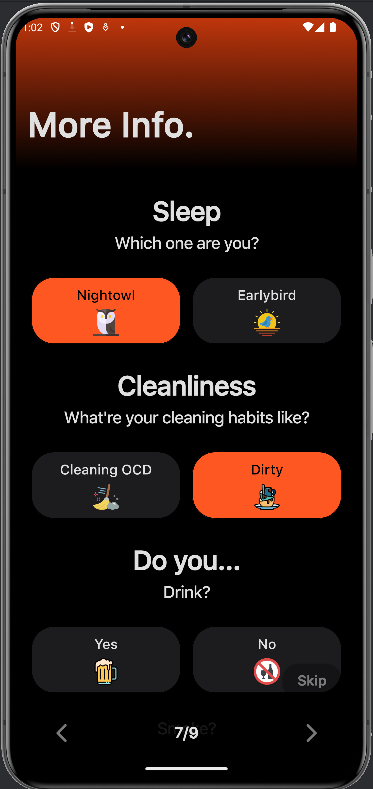 1:02
More Info.
Sleep
Which one are you?
Nightowl Earlybird
Cleanliness
What're your cleaning habits like?
Cleaning OCD Dirty
Do you...
Drink?
Yes No
Skip
Smoke?
7/9